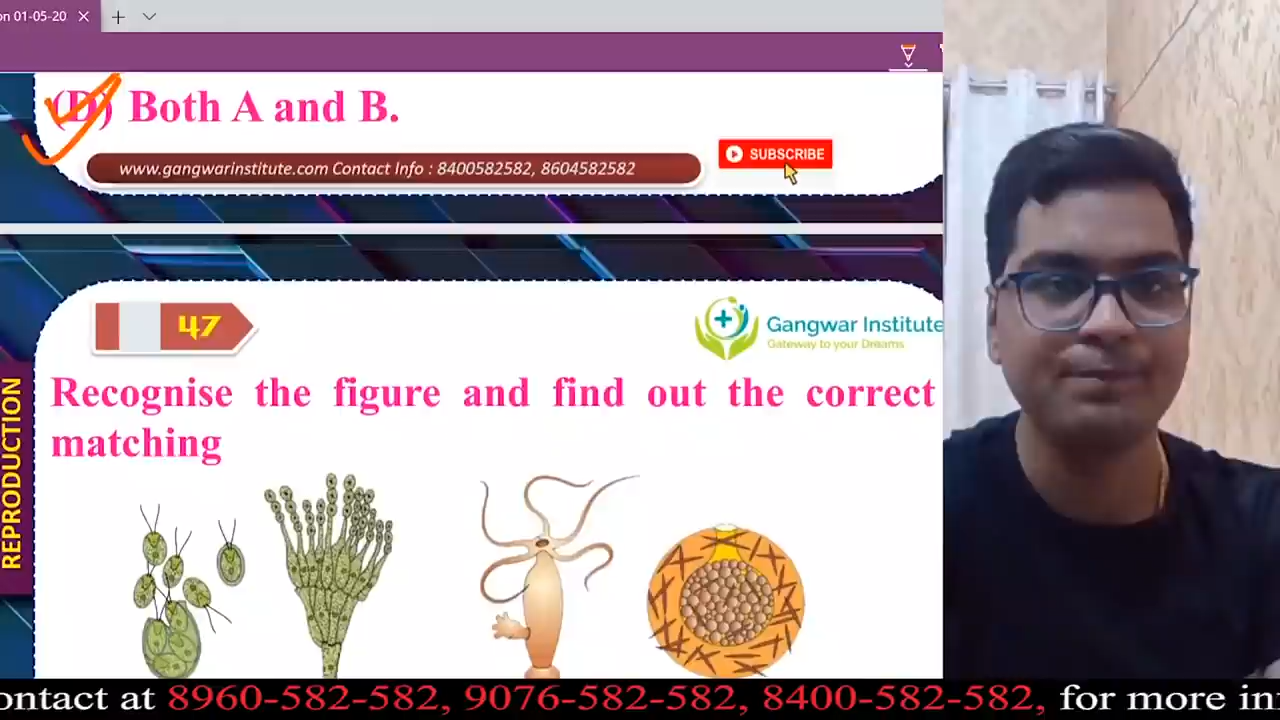 on 01-05-20
(D) Both A and B.
www.gangwarinstitute.com Contact Info : 8400582582, 8604582582
SUBSCRIBE
47
Gangwar Institute
Gateway to your Dreams
Recognise the figure and find out the correct
matching
REPRODUCTION
ontact at 8960-582-582, 9076-582-582, 8400-582-582, for more in